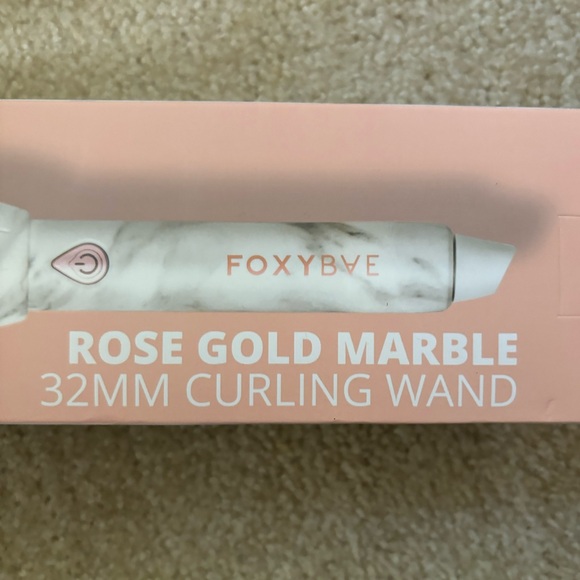 FOXYBAE
ROSE GOLD MARBLE
32MM CURLING WAND